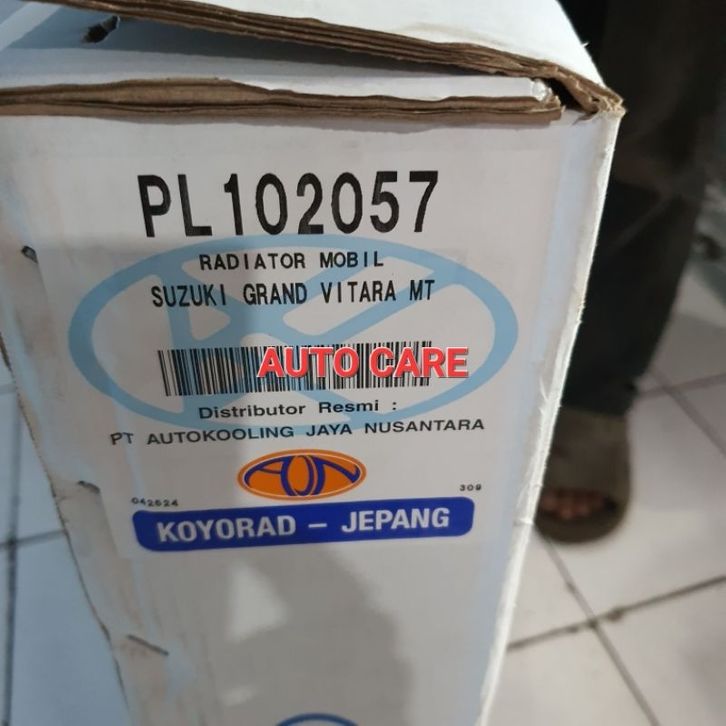 PL102057
RADIATOR MOBIL
SUZUKI GRAND VITARA MT
AUTO CARE
Distributor Resmi :
PT AUTOKOOLING JAYA NUSANTARA
AJN
042624 309
KOYORAD – JEPANG